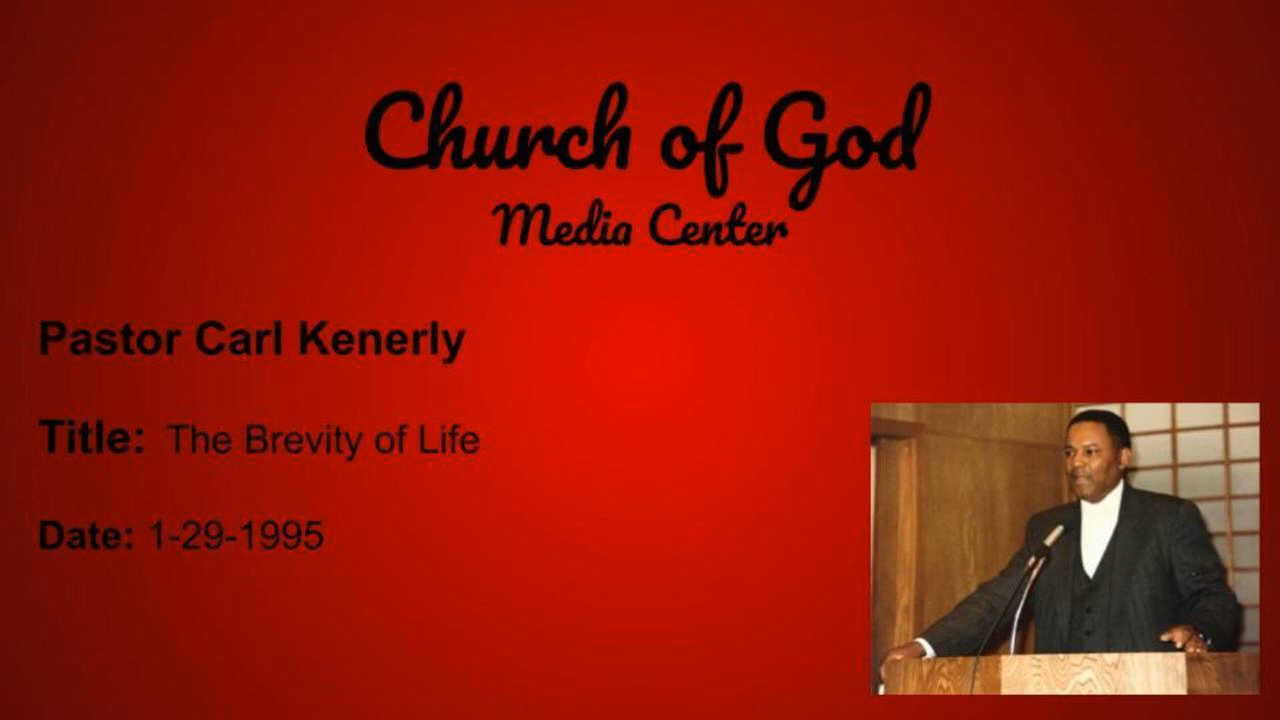 Church of God
Media Center
Pastor Carl Kenerly
Title: The Brevity of Life
Date: 1-29-1995